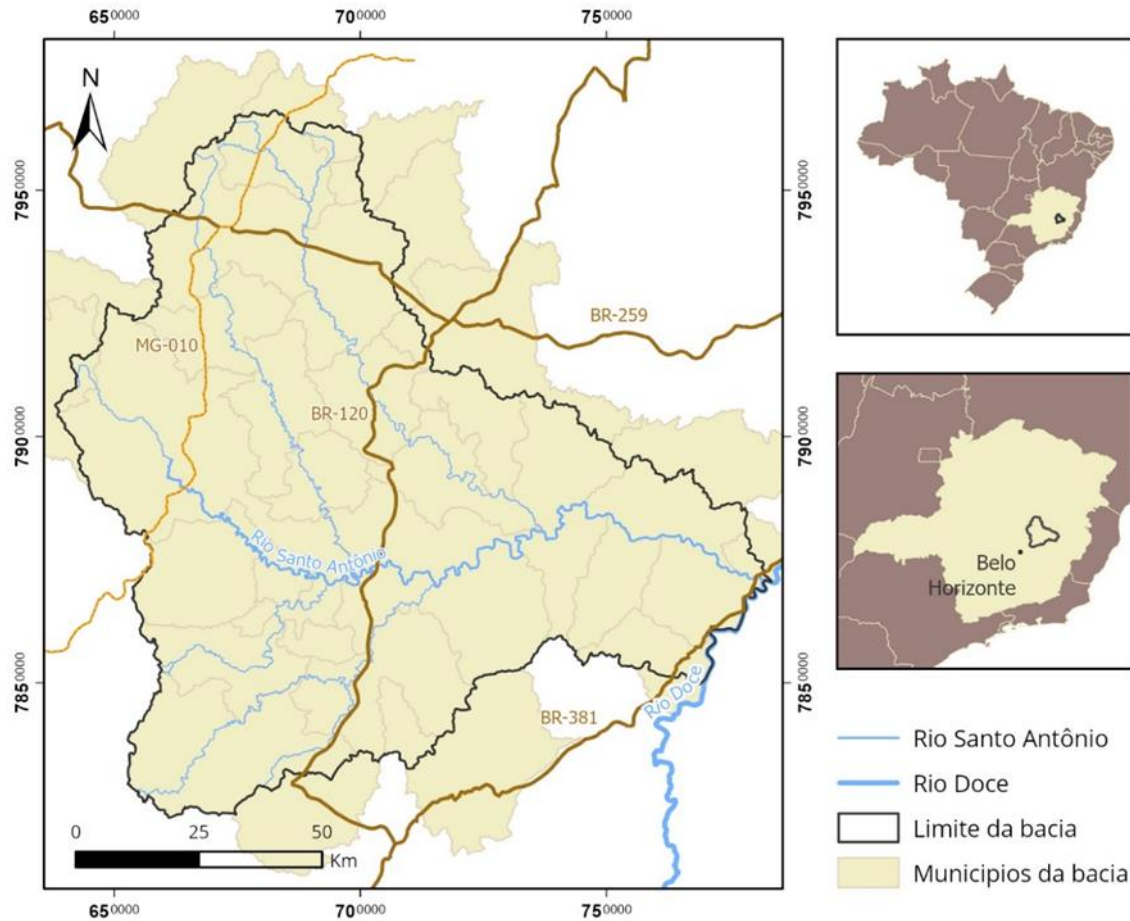 650000
700000
750000
N
7950000
7900000
7850000
7950000
7900000
7850000
BR-259
MG-010
BR-120
Rio Santo Antônio
BR-381
Rio Doce
0
25
50
Km
650000
700000
750000
Belo
Horizonte
Rio Santo Antônio
Rio Doce
Limite da bacia
Municipios da bacia